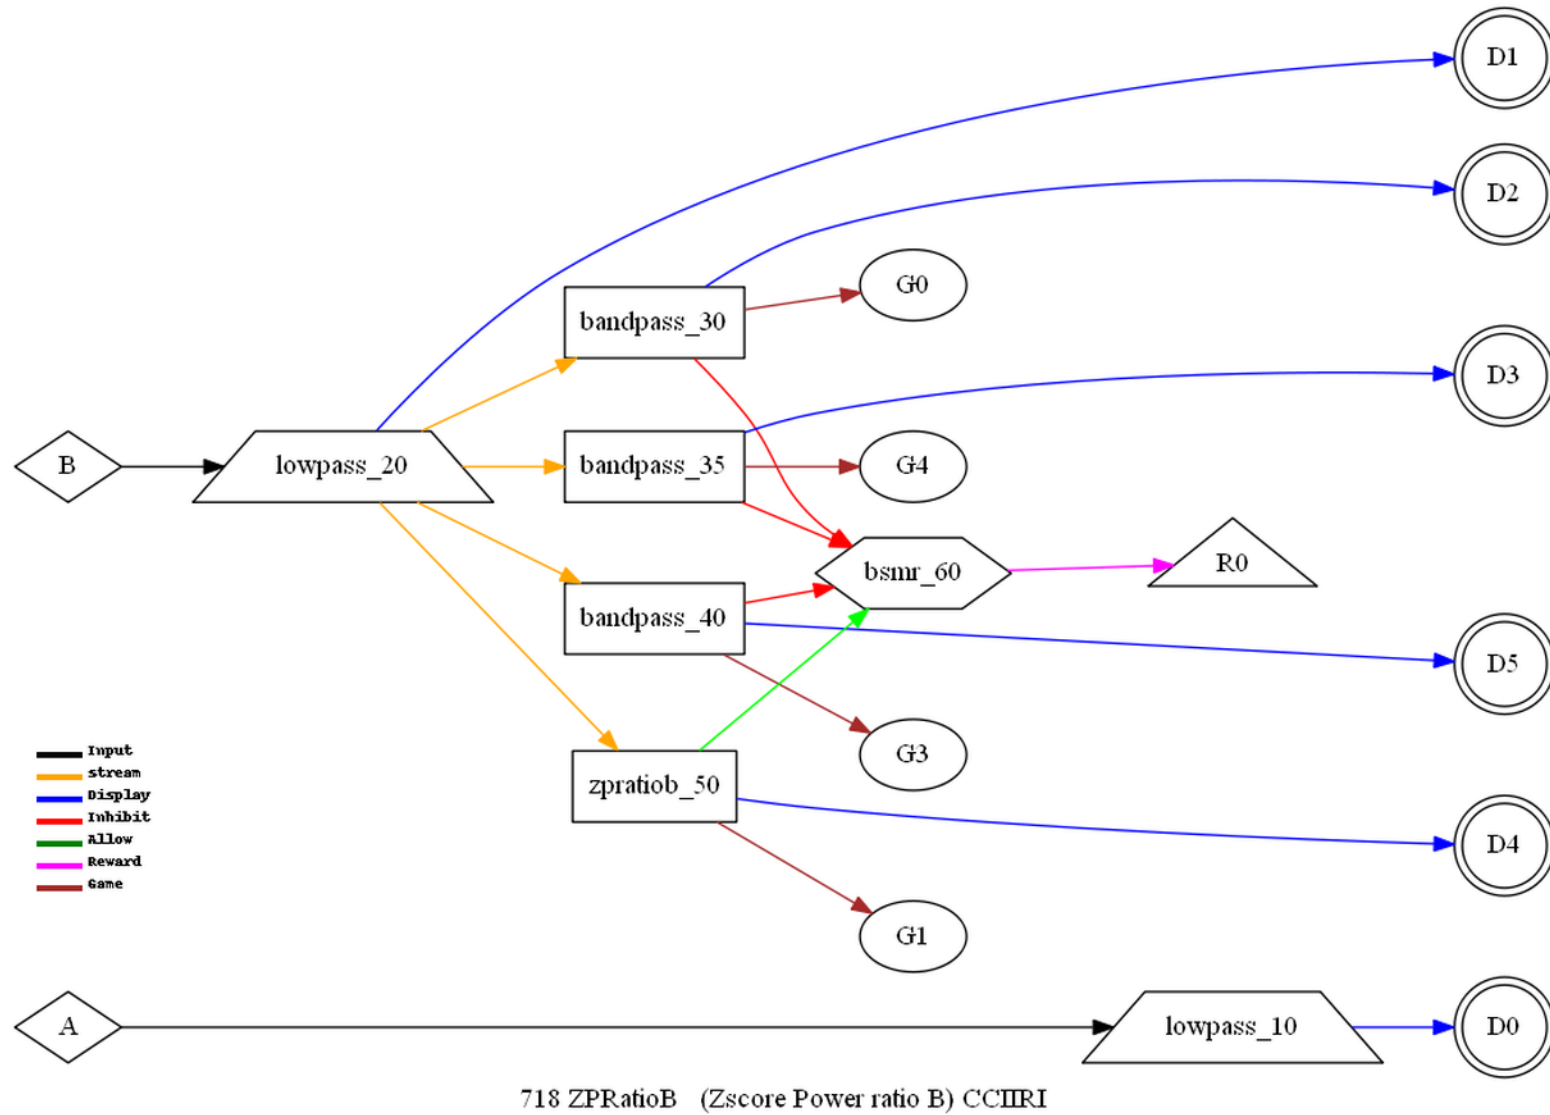 D1
D2
G0
bandpass_30
D3
B
lowpass_20
bandpass_35
G4
bsmr_60
R0
bandpass_40
D5
G3
zpratiob_50
D4
Input
stream
Display
Inhibit
Allow
Reward
Game
G1
A
lowpass_10
D0
718 ZPRatioB (Zscore Power ratio B) CCIIRI